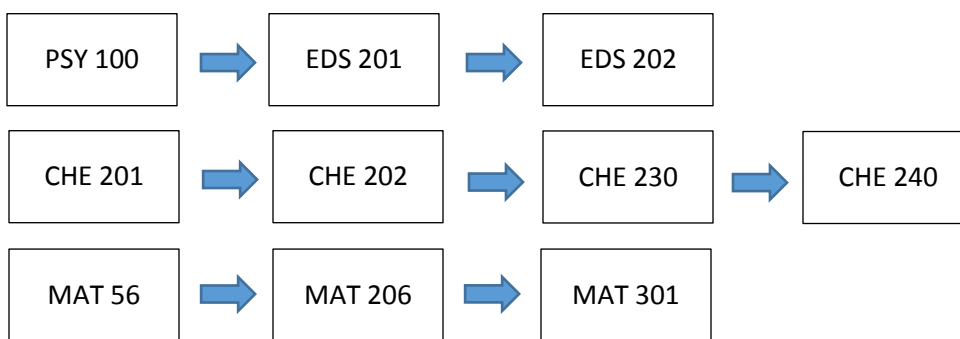 PSY 100 EDS 201 EDS 202
CHE 201 CHE 202 CHE 230 CHE 240
MAT 56 MAT 206 MAT 301